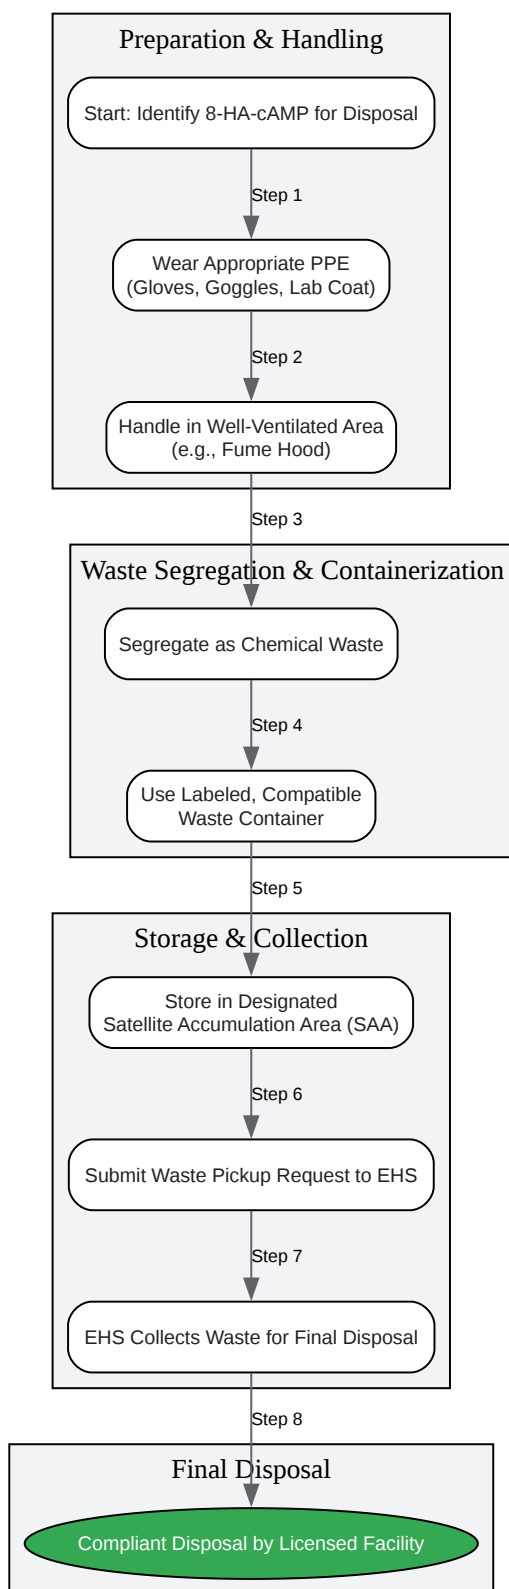 Preparation & Handling
Start: Identify 8-HA-cAMP for Disposal
Step 1
Wear Appropriate PPE
(Gloves, Goggles, Lab Coat)
Step 2
Handle in Well-Ventilated Area
(e.g., Fume Hood)
Step 3
Waste Segregation & Containerization
Segregate as Chemical Waste
Step 4
Use Labeled, Compatible
Waste Container
Step 5
Storage & Collection
Store in Designated
Satellite Accumulation Area (SAA)
Step 6
Submit Waste Pickup Request to EHS
Step 7
EHS Collects Waste for Final Disposal
Step 8
Final Disposal
Compliant Disposal by Licensed Facility